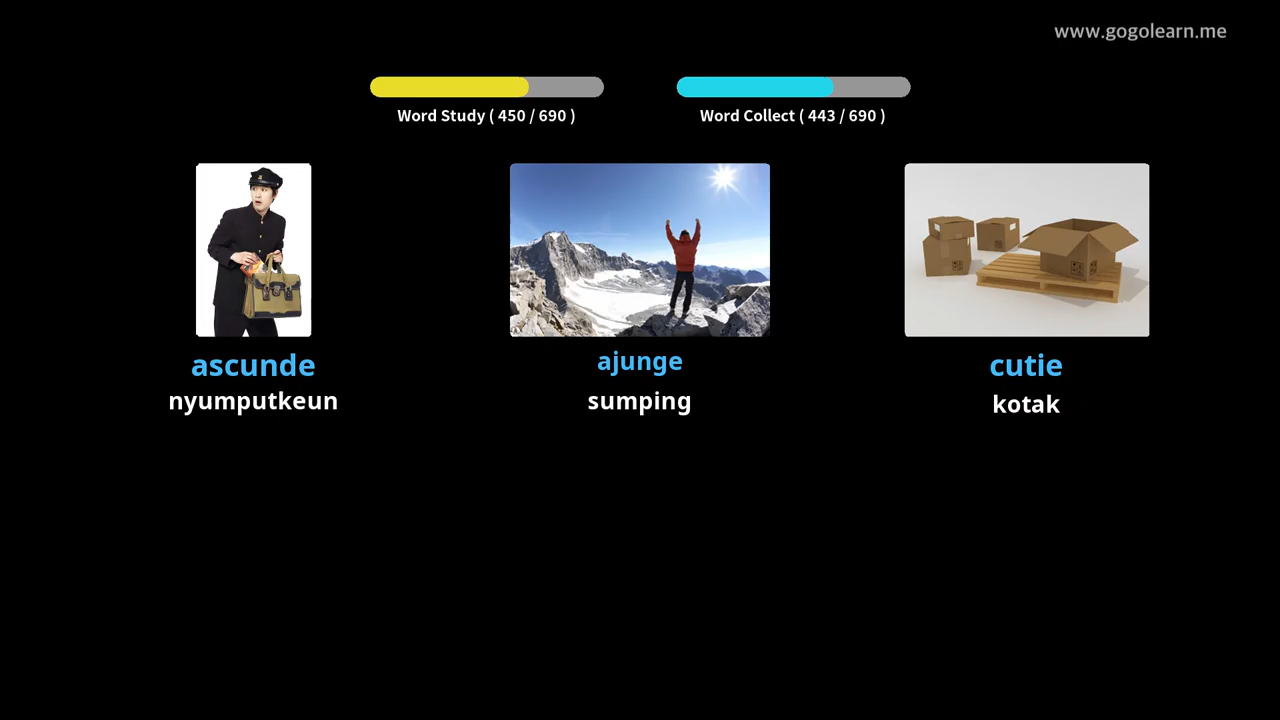 www.gogolearn.me
Word Study ( 450 / 690 )
Word Collect ( 443 / 690 )
ascunde
nyumputkeun
ajunge
sumping
cutie
kotak